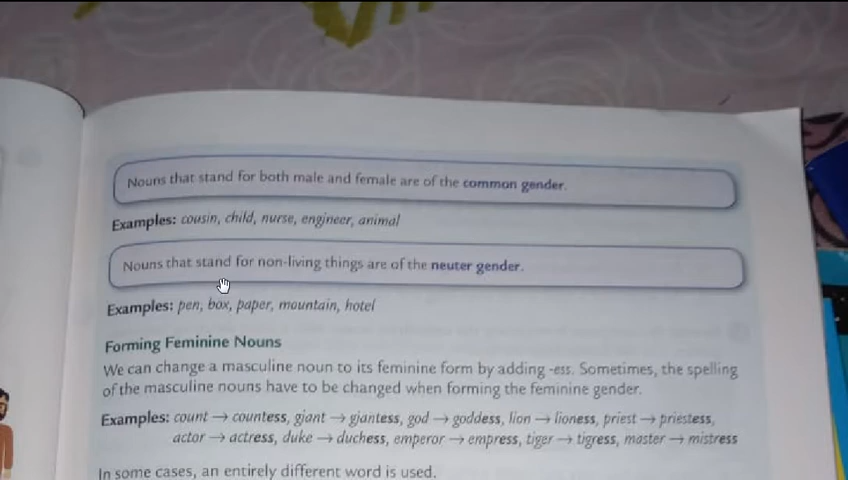 Nouns that stand for both male and female are of the common gender.
Examples: cousin, child, nurse, engineer, animal
Nouns that stand for non-living things are of the neuter gender.
Examples: pen, box, paper, mountain, hotel
Forming Feminine Nouns
We can change a masculine noun to its feminine form by adding -ess. Sometimes, the spelling
of the masculine nouns have to be changed when forming the feminine gender.
Examples: count → countess, giant → giantess, god → goddess, lion → lioness, priest → priestess,
actor → actress, duke → duchess, emperor → empress, tiger → tigress, master → mistress
In some cases, an entirely different word is used.